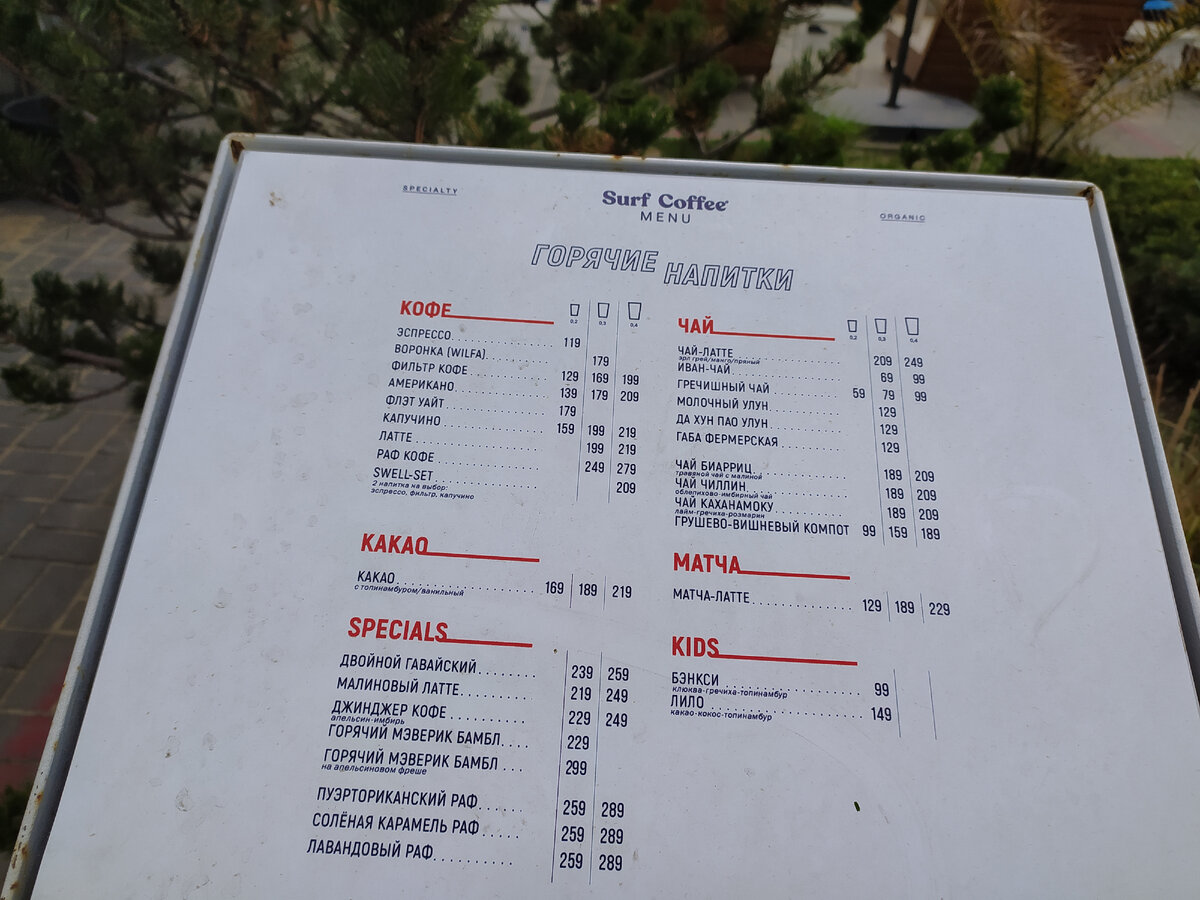 SPECIALTY
Surf Coffee
MENU
ORGANIC
ГОРЯЧИЕ НАПИТКИ
КОФЕ
0,2 0,3 0,4
ЭСПРЕССО 119
ВОРОНКА (WILFA) 179
ФИЛЬТР КОФЕ 129 169 199
АМЕРИКАНО 139 179 209
ФЛЭТ УАЙТ 179
КАПУЧИНО 159 199 219
ЛАТТЕ 199 219
РАФ КОФЕ 249 279
SWELL-SET 209
2 напитка на выбор:
эспрессо, фильтр, капучино
КАКАО
КАКАО 169 189 219
с топинамбуром/ванильный
SPECIALS
ДВОЙНОЙ ГАВАЙСКИЙ 239 259
МАЛИНОВЫЙ ЛАТТЕ 219 249
ДЖИНДЖЕР КОФЕ 229 249
апельсин-имбирь
ГОРЯЧИЙ МЭВЕРИК БАМБЛ 229
ГОРЯЧИЙ МЭВЕРИК БАМБЛ 299
на апельсиновом фреше
ПУЭРТОРИКАНСКИЙ РАФ 259 289
СОЛЁНАЯ КАРАМЕЛЬ РАФ 259 289
ЛАВАНДОВЫЙ РАФ 259 289
ЧАЙ
0,2 0,3 0,4
ЧАЙ-ЛАТТЕ 209 249
эрл грей/манго/пряный
ИВАН-ЧАЙ 69 99
ГРЕЧИШНЫЙ ЧАЙ 59 79 99
МОЛОЧНЫЙ УЛУН 129
ДА ХУН ПАО УЛУН 129
ГАБА ФЕРМЕРСКАЯ 129
ЧАЙ БИАРРИЦ 189 209
травяной чай с малиной
ЧАЙ ЧИЛЛИН 189 209
облепихово-имбирный чай
ЧАЙ КАХАНАМОКУ 189 209
лайм-гречиха-розмарин
ГРУШЕВО-ВИШНЕВЫЙ КОМПОТ 99 159 189
МАТЧА
МАТЧА-ЛАТТЕ 129 189 229
KIDS
БЭНКСИ 99
клюква-гречиха-топинамбур
ЛИЛО 149
какао-кокос-топинамбур